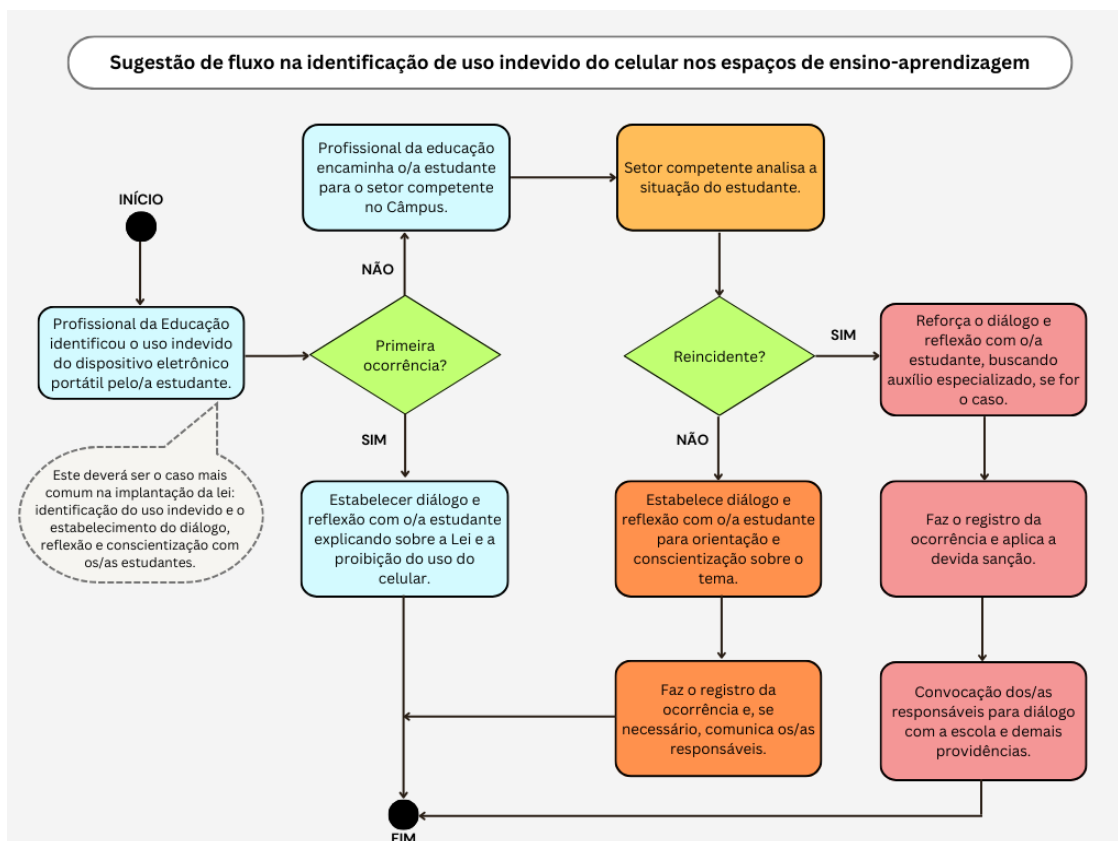 Sugestão de fluxo na identificação de uso indevido do celular nos espaços de ensino-aprendizagem
INÍCIO
Profissional da Educação
identificou o uso indevido
do dispositivo eletrônico
portátil pelo/a estudante.
Este deverá ser o caso mais
comum na implantação da lei:
identificação do uso indevido e o
estabelecimento do diálogo,
reflexão e conscientização com
os/as estudantes.
Primeira
ocorrência?
NÃO
Profissional da educação
encaminha o/a estudante
para o setor competente
no Câmpus.
SIM
Estabelecer diálogo e
reflexão com o/a estudante
explicando sobre a Lei e a
proibição do uso do
celular.
Setor competente analisa a
situação do estudante.
Reincidente?
NÃO
Estabelece diálogo e
reflexão com o/a estudante
para orientação e
conscientização sobre o
tema.
Faz o registro da
ocorrência e, se
necessário, comunica os/as
responsáveis.
SIM
Reforça o diálogo e
reflexão com o/a
estudante, buscando
auxílio especializado, se for
o caso.
Faz o registro da
ocorrência e aplica a
devida sanção.
Convocação dos/as
responsáveis para diálogo
com a escola e demais
providências.
FIM